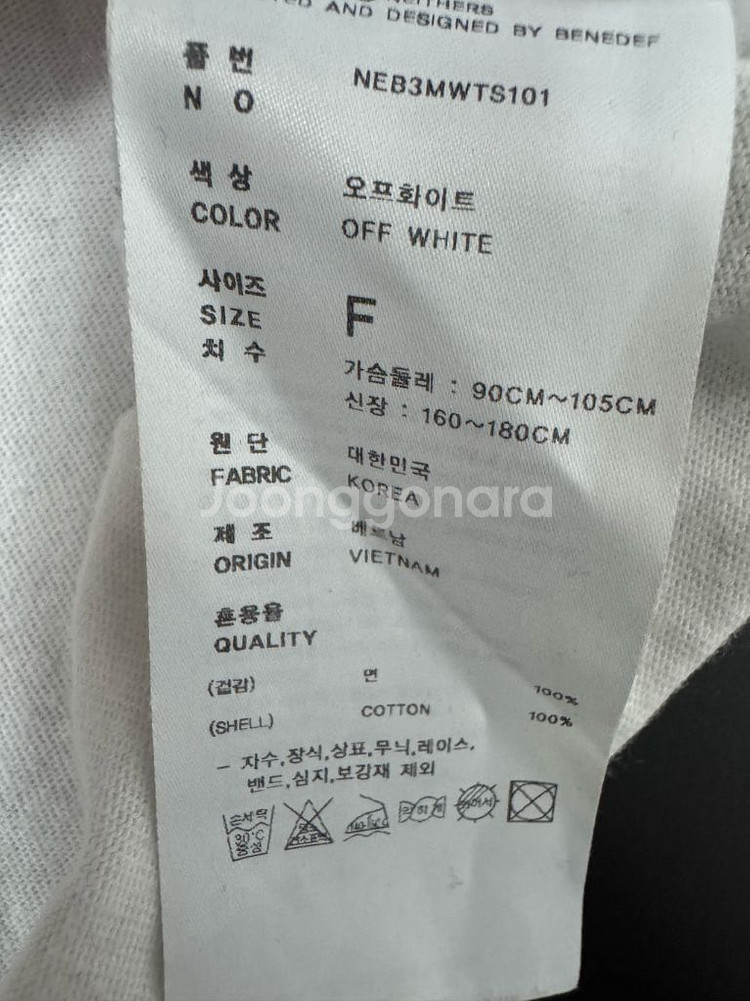 NEITHERS
AND DESIGNED BY BENEDEF
품 번
NO
NEB3MWTS101
색 상
COLOR
오프화이트
OFF WHITE
사이즈
SIZE
치 수
F
가슴둘레 : 90CM~105CM
신장 : 160~180CM
원 단
FABRIC
대한민국
KOREA
Joonggonara
제 조
ORIGIN
베트남
VIETNAM
혼용율
QUALITY
(겉감) 면 100%
(SHELL) COTTON 100%
- 자수,장식,상표,무늬,레이스,
밴드,심지,보강재 제외